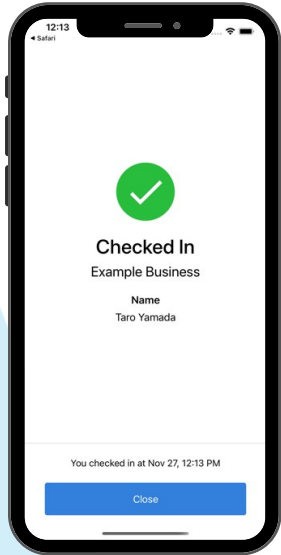 12:13
◀ Safari
Checked In
Example Business
Name
Taro Yamada
You checked in at Nov 27, 12:13 PM
Close